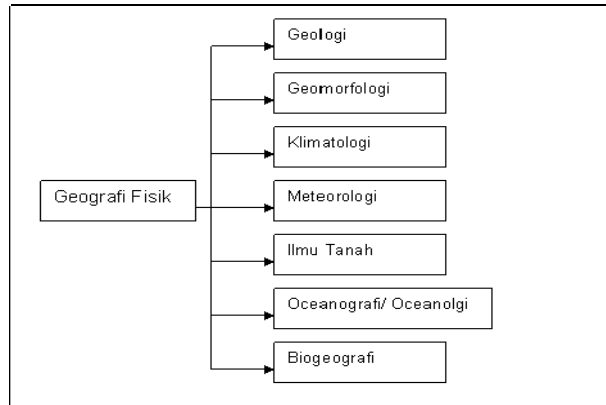 Geologi
Geomorfologi
Klimatologi
Geografi Fisik
Meteorologi
Ilmu Tanah
Oceanografi/ Oceanolgi
Biogeografi